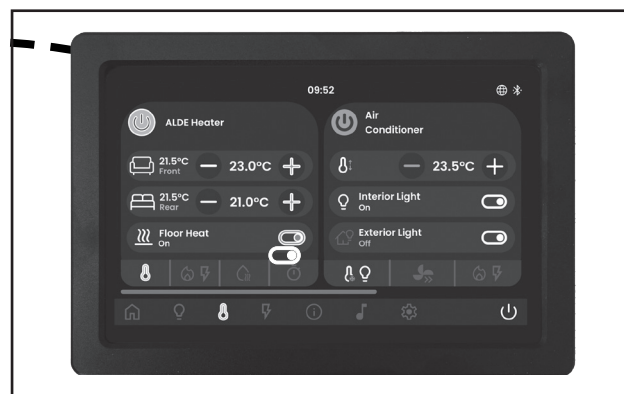 09:52
ALDE Heater
21.5°C
Front
23.0°C
21.5°C
Rear
21.0°C
Floor Heat
On
Air
Conditioner
23.5°C
Interior Light
On
Exterior Light
Off